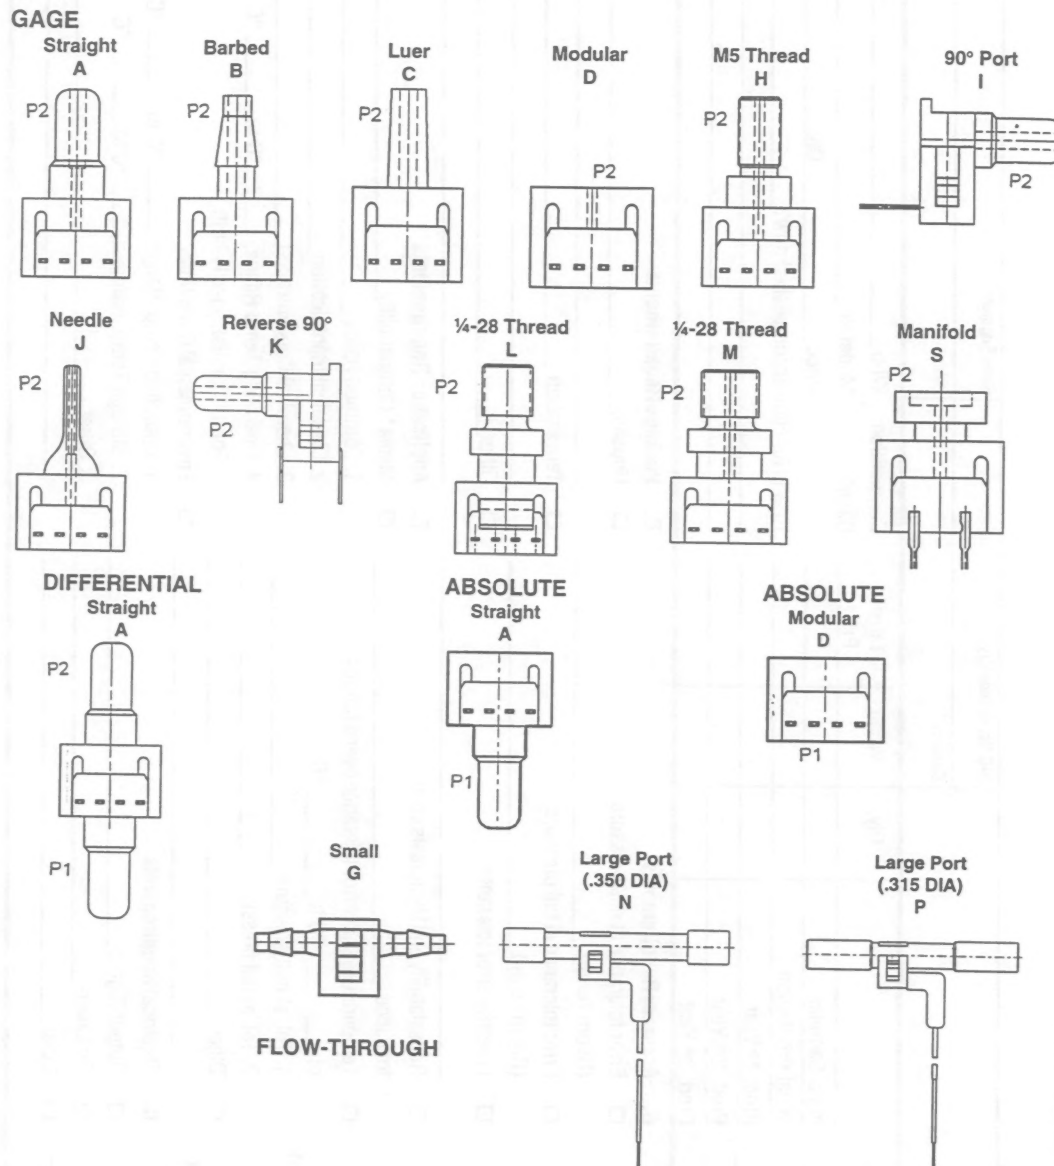 GAGE
Straight
A
P2
Barbed
B
P2
Luer
C
P2
Modular
D
P2
M5 Thread
H
P2
90° Port
I
P2
Needle
J
P2
Reverse 90°
K
P2
¼-28 Thread
L
P2
¼-28 Thread
M
P2
Manifold
S
P2
DIFFERENTIAL
Straight
A
P2
P1
ABSOLUTE
Straight
A
P1
ABSOLUTE
Modular
D
P1
Small
G
FLOW-THROUGH
Large Port
(.350 DIA)
N
Large Port
(.315 DIA)
P